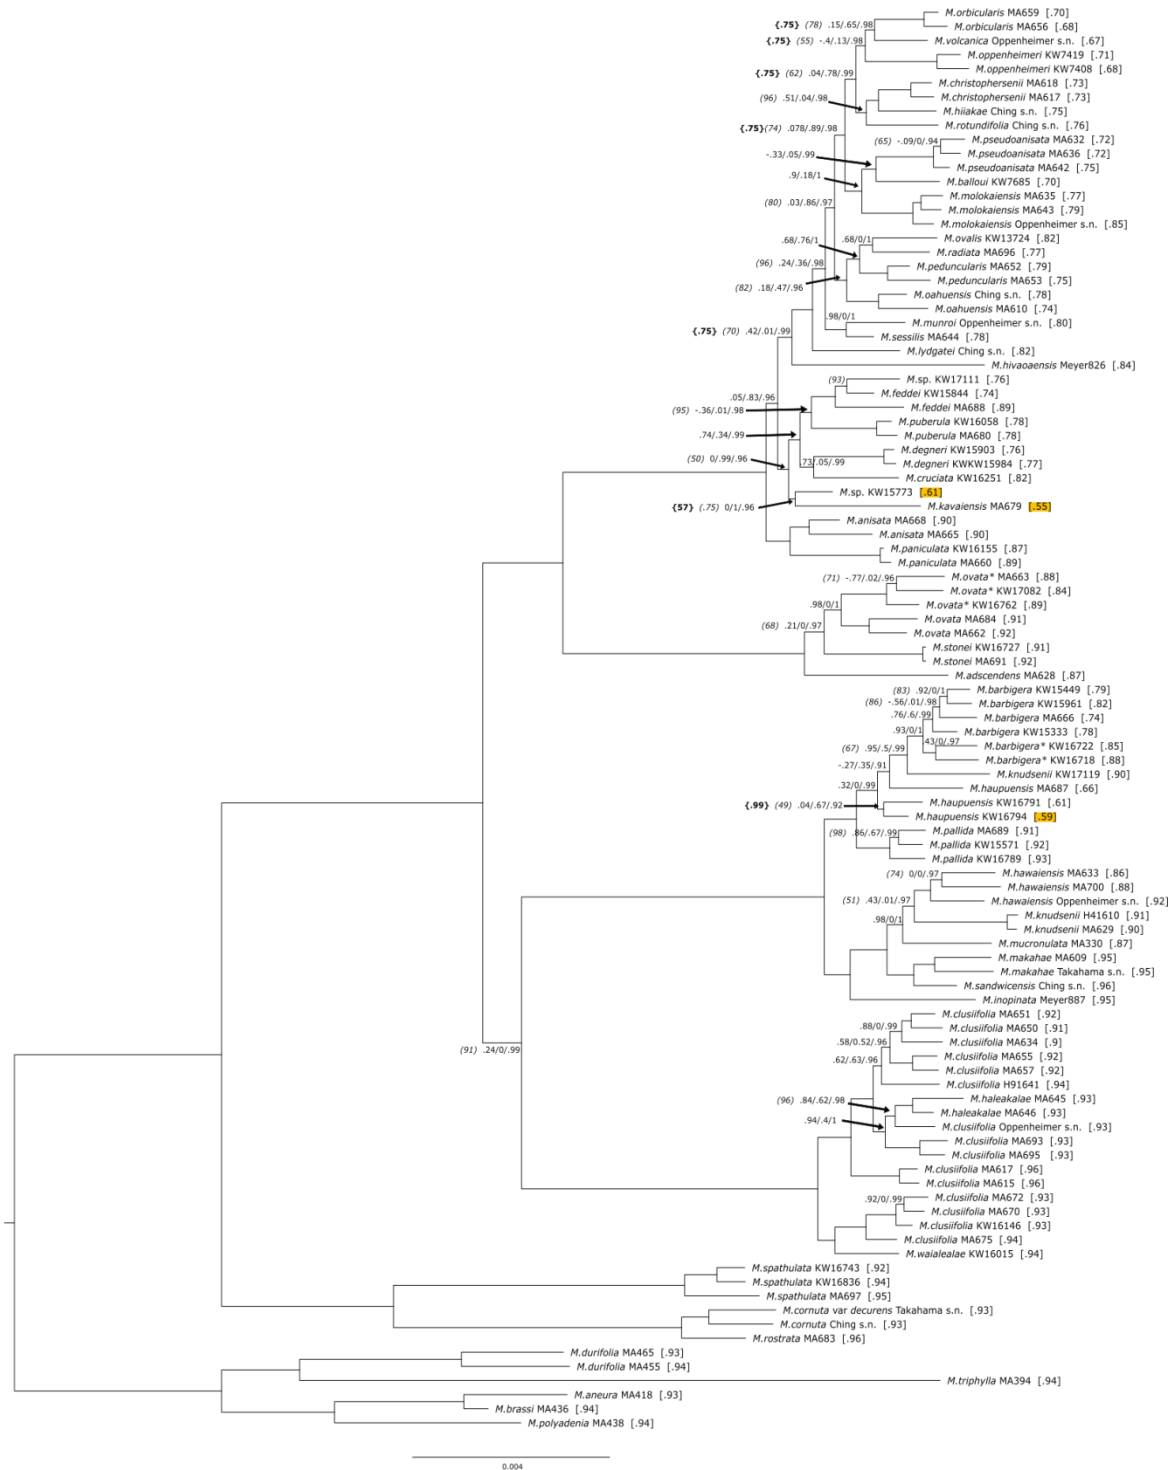 M.orbicularis MA659 [.70]
{.75} (78) .15/.65/.98
M.orbicularis MA656 [.68]
{.75} (55) -.4/.13/.98
M.volcanica Oppenheimer s.n. [.67]
M.oppenheimeri KW7419 [.71]
M.oppenheimeri KW7408 [.68]
{.75} (62) .04/.78/.99
M.christophersenii MA618 [.73]
(96) .51/.04/.98
M.christophersenii MA617 [.73]
M.hiiakae Ching s.n. [.75]
M.rotundifolia Ching s.n. [.76]
{.75}(74) .078/.89/.98
M.pseudoanisata MA632 [.72]
(65) -.09/0/.94
M.pseudoanisata MA636 [.72]
-.33/.05/.99
M.pseudoanisata MA642 [.75]
.9/.18/1
M.balloui KW7685 [.70]
M.molokaiensis MA635 [.77]
(80) .03/.86/.97
M.molokaiensis MA643 [.79]
M.molokaiensis Oppenheimer s.n. [.85]
.68/.76/1
.68/0/1
M.ovalis KW13724 [.82]
M.radiata MA696 [.77]
(96) .24/.36/.98
M.peduncularis MA652 [.79]
M.peduncularis MA653 [.75]
(82) .18/.47/.96
M.oahuensis Ching s.n. [.78]
M.oahuensis MA610 [.74]
.98/0/1
M.munroi Oppenheimer s.n. [.80]
{.75} (70) .42/.01/.99
M.sessilis MA644 [.78]
M.lydgatei Ching s.n. [.82]
M.hivaoaensis Meyer826 [.84]
(93)
M.sp. KW17111 [.76]
M.feddei KW15844 [.74]
.05/.83/.96
M.feddei MA688 [.89]
(95) -.36/.01/.98
M.puberula KW16058 [.78]
.74/.34/.99
M.puberula MA680 [.78]
M.degneri KW15903 [.76]
(50) 0/.99/.96
.73/.05/.99
M.degneri KWKW15984 [.77]
M.cruciata KW16251 [.82]
M.sp. KW15773 [.61]
{57} (.75) 0/1/.96
M.kavaiensis MA679 [.55]
M.anisata MA668 [.90]
M.anisata MA665 [.90]
M.paniculata KW16155 [.87]
M.paniculata MA660 [.89]
(71) -.77/.02/.96
M.ovata* MA663 [.88]
M.ovata* KW17082 [.84]
.98/0/1
M.ovata* KW16762 [.89]
M.ovata MA684 [.91]
(68) .21/0/.97
M.ovata MA662 [.92]
M.stonei KW16727 [.91]
M.stonei MA691 [.92]
M.adscendens MA628 [.87]
(83) .92/0/1
M.barbigera KW15449 [.79]
(86) -.56/.01/.98
M.barbigera KW15961 [.82]
.76/.6/.99
M.barbigera MA666 [.74]
.93/0/1
M.barbigera KW15333 [.78]
.43/0/.97
M.barbigera* KW16722 [.85]
(67) .95/.5/.99
M.barbigera* KW16718 [.88]
-.27/.35/.91
M.knudsenii KW17119 [.90]
.32/0/.99
M.haupuensis MA687 [.66]
{.99} (49) .04/.67/.92
M.haupuensis KW16791 [.61]
M.haupuensis KW16794 [.59]
(98) .86/.67/.99
M.pallida MA689 [.91]
M.pallida KW15571 [.92]
M.pallida KW16789 [.93]
(74) 0/0/.97
M.hawaiensis MA633 [.86]
M.hawaiensis MA700 [.88]
(51) .43/.01/.97
M.hawaiensis Oppenheimer s.n. [.92]
M.knudsenii H41610 [.91]
.98/0/1
M.knudsenii MA629 [.90]
M.mucronulata MA330 [.87]
M.makahae MA609 [.95]
M.makahae Takahama s.n. [.95]
M.sandwicensis Ching s.n. [.96]
M.inopinata Meyer887 [.95]
M.clusiifolia MA651 [.92]
.88/0/.99
M.clusiifolia MA650 [.91]
.58/0.52/.96
M.clusiifolia MA634 [.9]
(91) .24/0/.99
.62/.63/.96
M.clusiifolia MA655 [.92]
M.clusiifolia MA657 [.92]
M.clusiifolia H91641 [.94]
(96) .84/.62/.98
M.haleakalae MA645 [.93]
M.haleakalae MA646 [.93]
.94/.4/1
M.clusiifolia Oppenheimer s.n. [.93]
M.clusiifolia MA693 [.93]
M.clusiifolia MA695 [.93]
M.clusiifolia MA617 [.96]
M.clusiifolia MA615 [.96]
.92/0/.99
M.clusiifolia MA672 [.93]
M.clusiifolia MA670 [.93]
M.clusiifolia KW16146 [.93]
M.clusiifolia MA675 [.94]
M.waialealae KW16015 [.94]
M.spathulata KW16743 [.92]
M.spathulata KW16836 [.94]
M.spathulata MA697 [.95]
M.cornuta var decurens Takahama s.n. [.93]
M.cornuta Ching s.n. [.93]
M.rostrata MA683 [.96]
M.durifolia MA465 [.93]
M.durifolia MA455 [.94]
M.triphylla MA394 [.94]
M.aneura MA418 [.93]
M.brassi MA436 [.94]
M.polyadenia MA438 [.94]
0.004